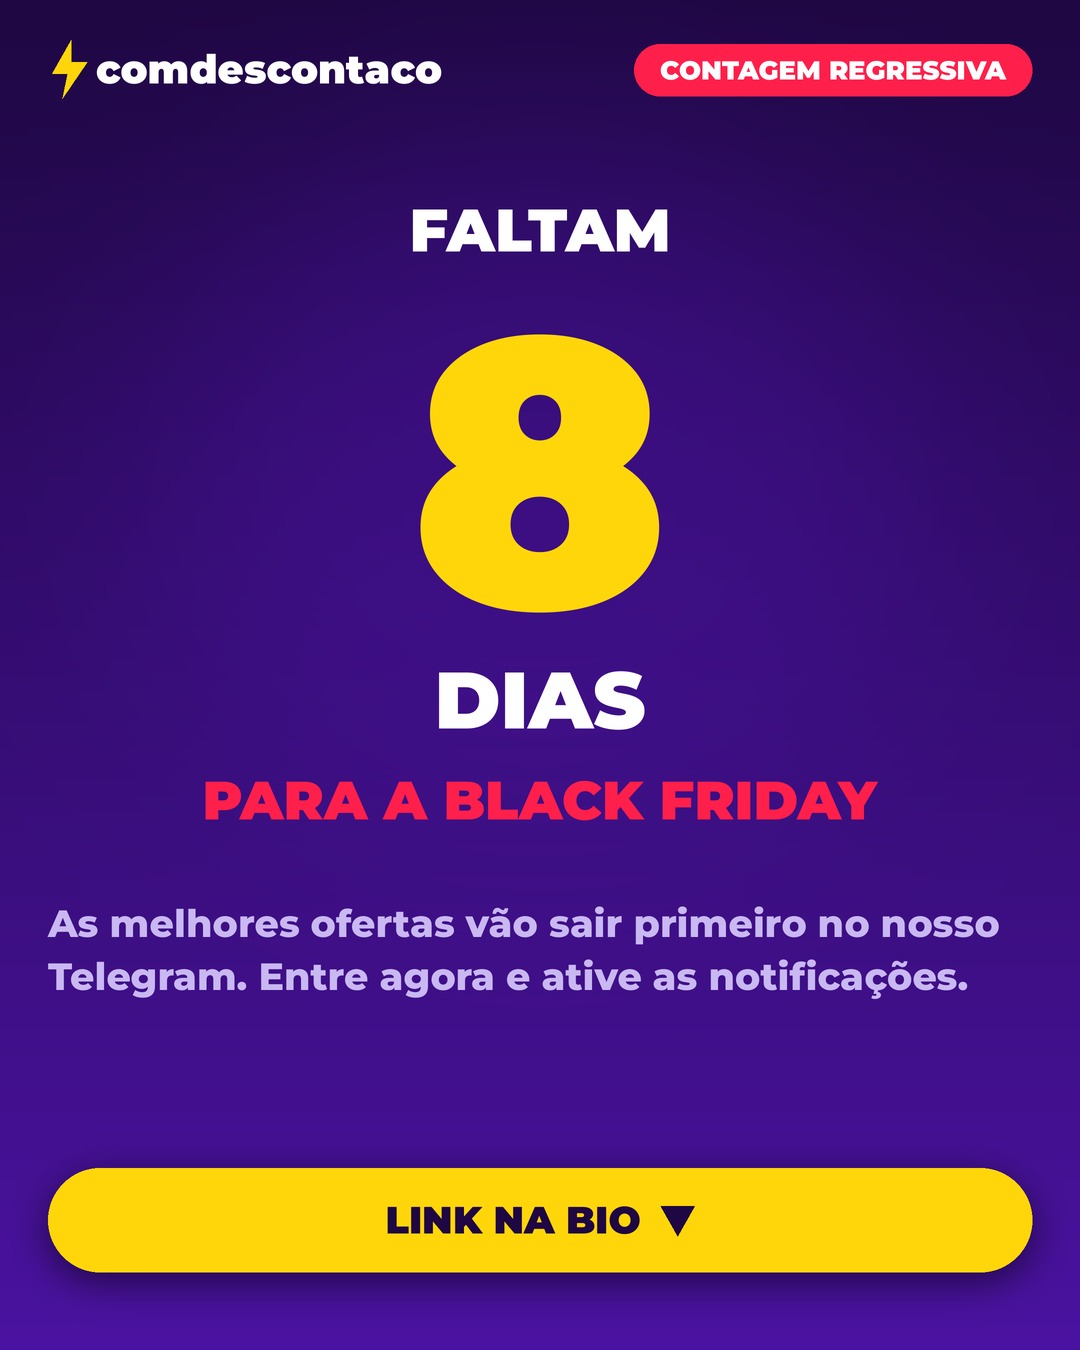 comdescontaco
CONTAGEM REGRESSIVA
FALTAM
8
DIAS
PARA A BLACK FRIDAY
As melhores ofertas vão sair primeiro no nosso
Telegram. Entre agora e ative as notificações.
LINK NA BIO ▼